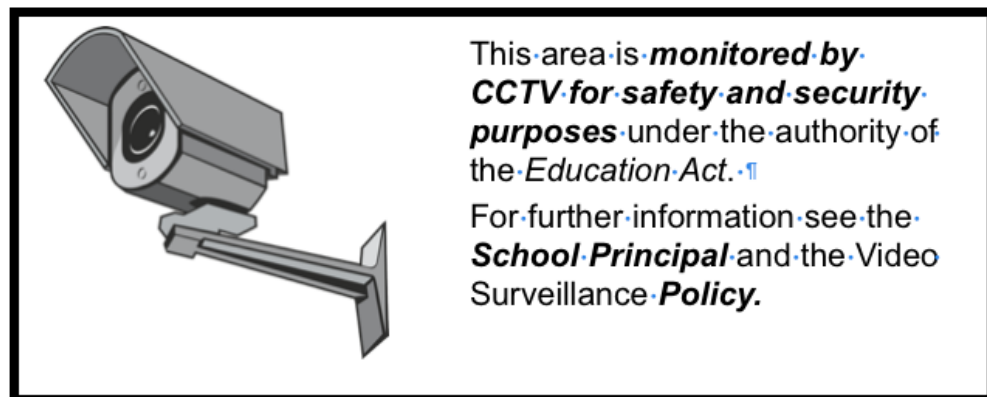 This area is monitored by
CCTV for safety and security
purposes under the authority of
the Education Act. ¶
For further information see the
School Principal and the Video
Surveillance Policy.